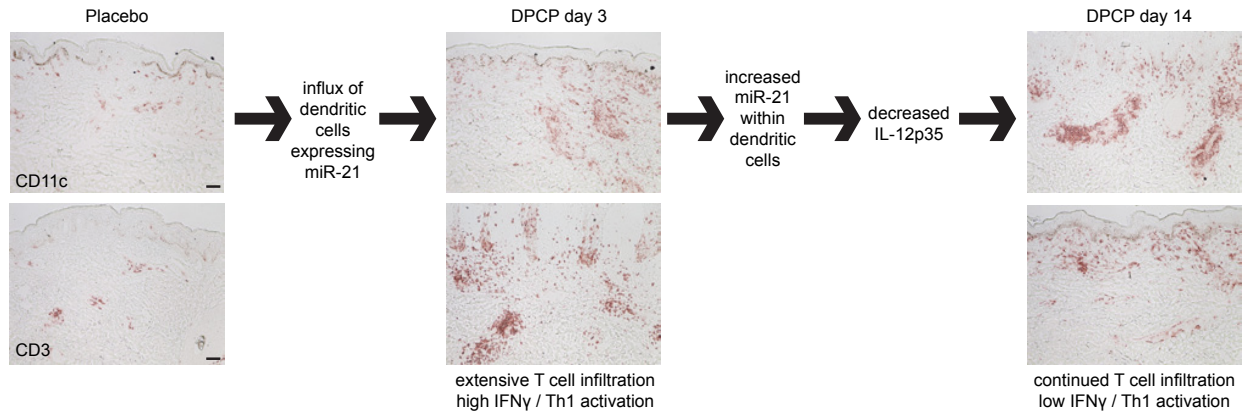 Placebo
DPCP day 3
DPCP day 14
influx of
dendritic
cells
expressing
miR-21
increased
miR-21
within
dendritic
cells
decreased
IL-12p35
CD11c
CD3
extensive T cell infiltration
high IFNγ / Th1 activation
continued T cell infiltration
low IFNγ / Th1 activation